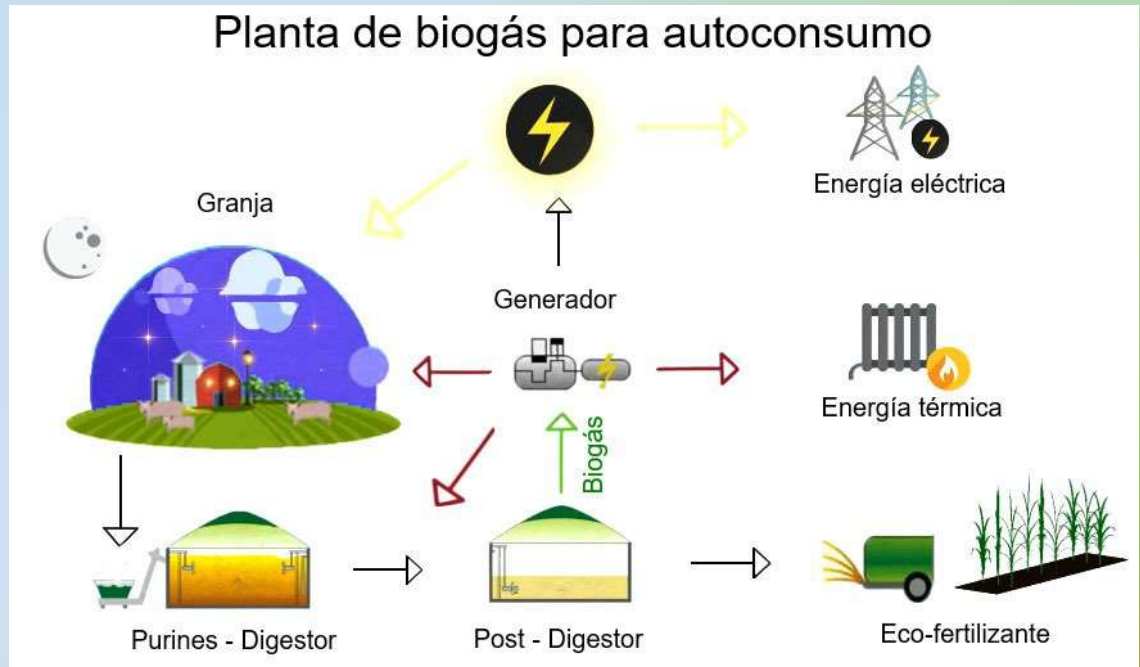 Planta de biogás para autoconsumo
Energía eléctrica
Granja
Generador
Energía térmica
Biogás
Purines - Digestor
Post - Digestor
Eco-fertilizante